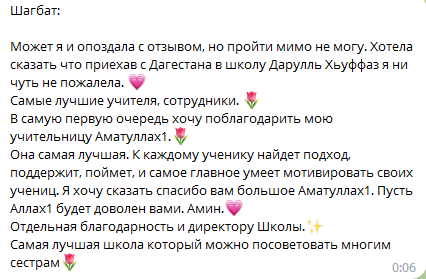 Шагбат:
Может я и опоздала с отзывом, но пройти мимо не могу. Хотела
сказать что приехав с Дагестана в школу Дарулль Хьуффаз я ни
чуть не пожалела. 💗
Самые лучшие учителя, сотрудники. 🌷
В самую первую очередь хочу поблагодарить мою
учительницу Аматуллах1.🌷
Она самая лучшая. К каждому ученику найдет подход,
поддержит, поймет, и самое главное умеет мотивировать своих
учениц. Я хочу сказать спасибо вам большое Аматуллах1. Пусть
Аллах1 будет доволен вами. Амин.💗
Отдельная благодарность и директору Школы.✨
Самая лучшая школа который можно посоветовать многим
сестрам🌷
0:06